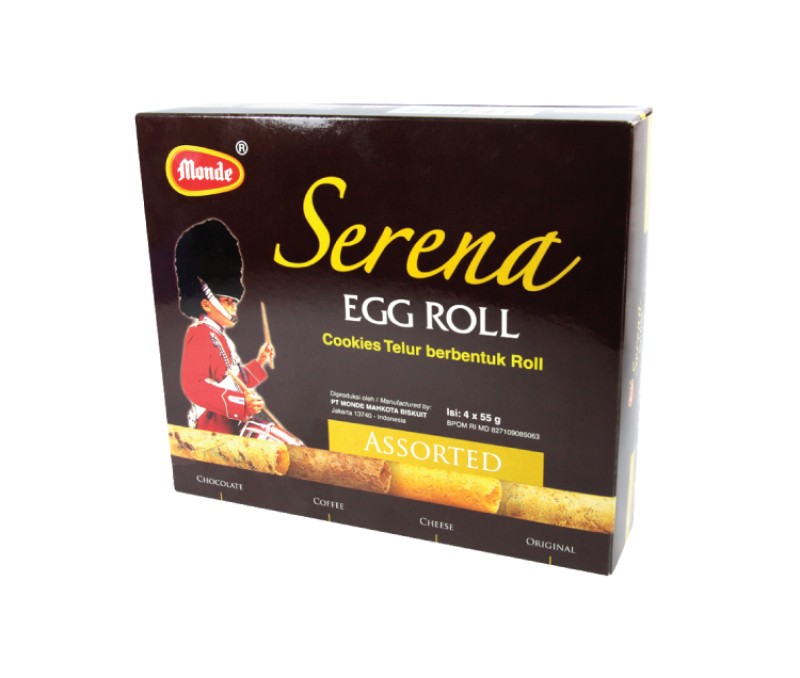 Monde®
Serena
EGG ROLL
Cookies Telur berbentuk Roll
Diproduksi oleh / Manufactured by:
PT MONDE MAHKOTA BISKUIT
Jakarta 13740 - Indonesia
Isi: 4 x 55 g
BPOM RI MD 827109085063
ASSORTED
CHOCOLATE
COFFEE
CHEESE
ORIGINAL
Serena